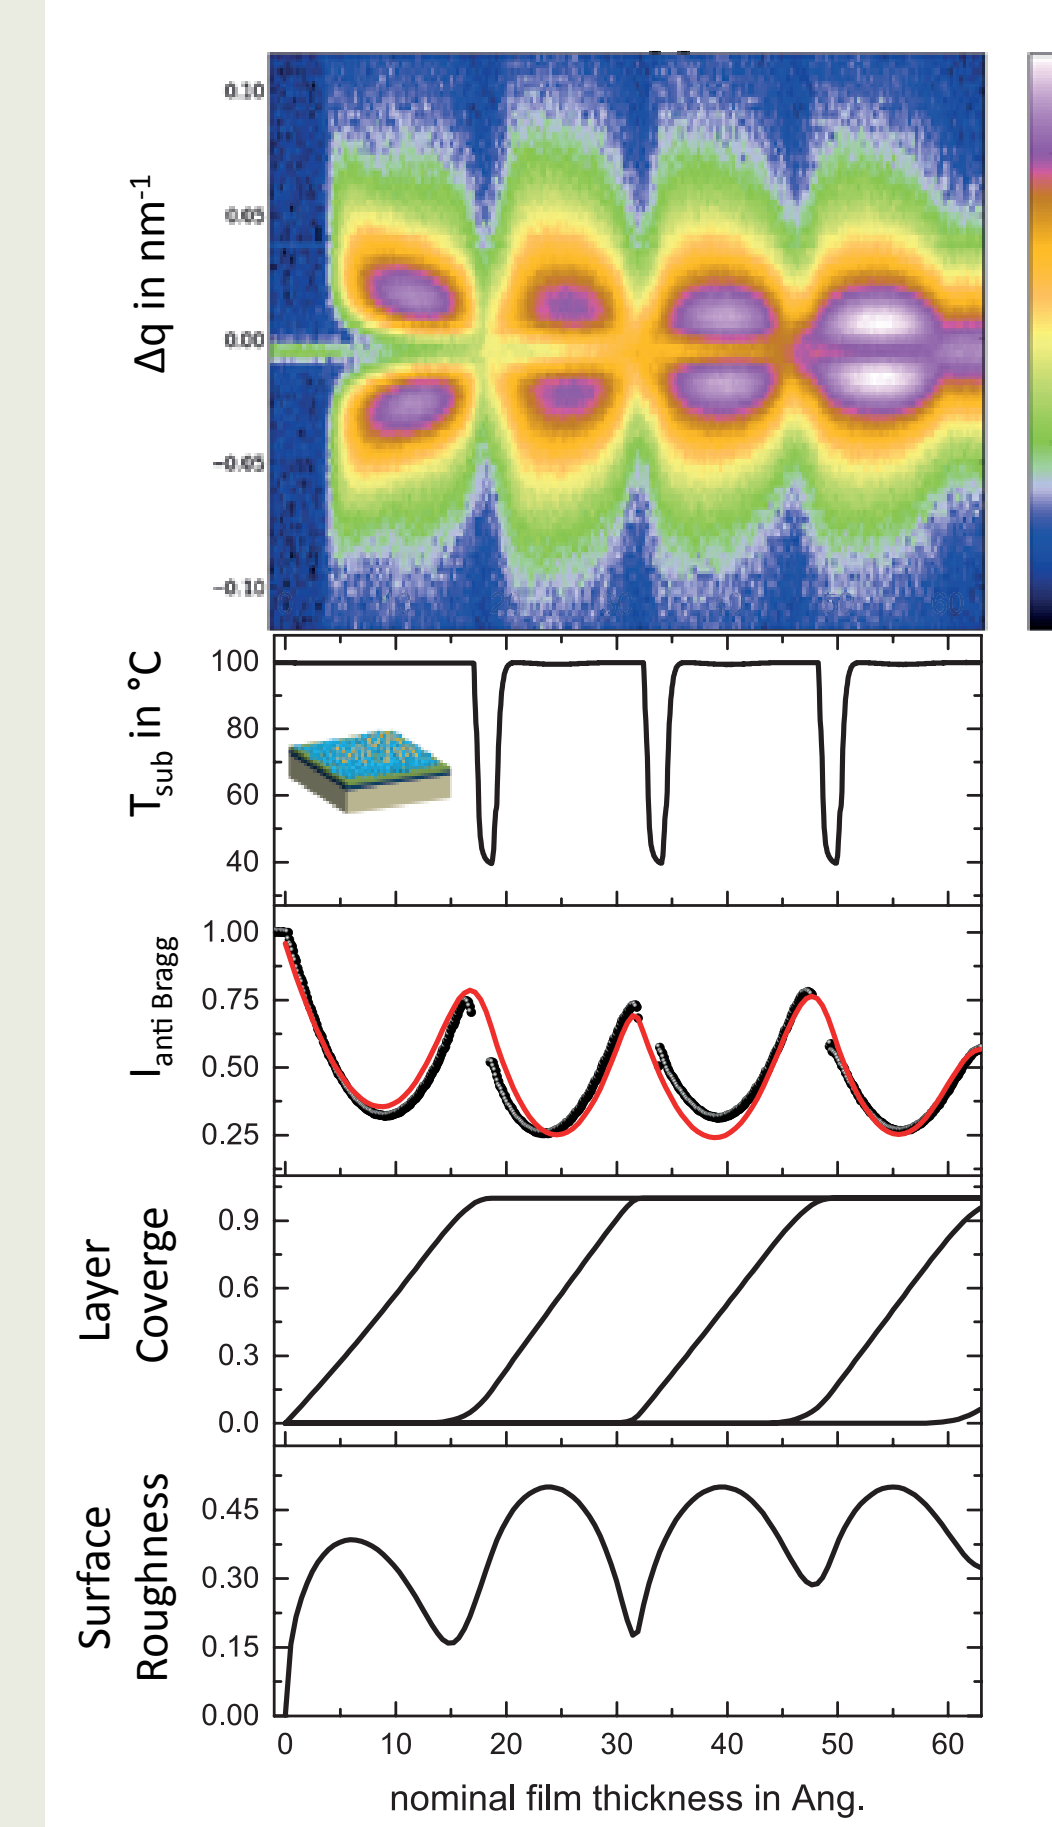 Δq in nm-1
0.10
0.05
0.00
−0.05
−0.10
Tsub in °C
100
80
60
40
Ianti Bragg
1.00
0.75
0.50
0.25
Layer
Coverge
0.9
0.6
0.3
0.0
Surface
Roughness
0.45
0.30
0.15
0.00
0 10 20 30 40 50 60
nominal film thickness in Ang.